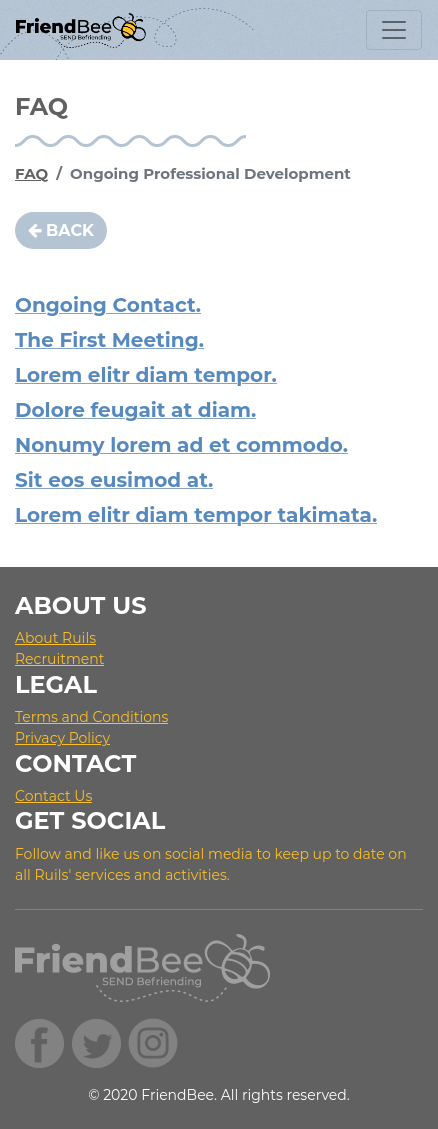 FriendBee
SEND Befriending
FAQ
FAQ / Ongoing Professional Development
BACK
Ongoing Contact.
The First Meeting.
Lorem elitr diam tempor.
Dolore feugait at diam.
Nonumy lorem ad et commodo.
Sit eos eusimod at.
Lorem elitr diam tempor takimata.
ABOUT US
About Ruils
Recruitment
LEGAL
Terms and Conditions
Privacy Policy
CONTACT
Contact Us
GET SOCIAL
Follow and like us on social media to keep up to date on
all Ruils' services and activities.
FriendBee
SEND Befriending
© 2020 FriendBee. All rights reserved.